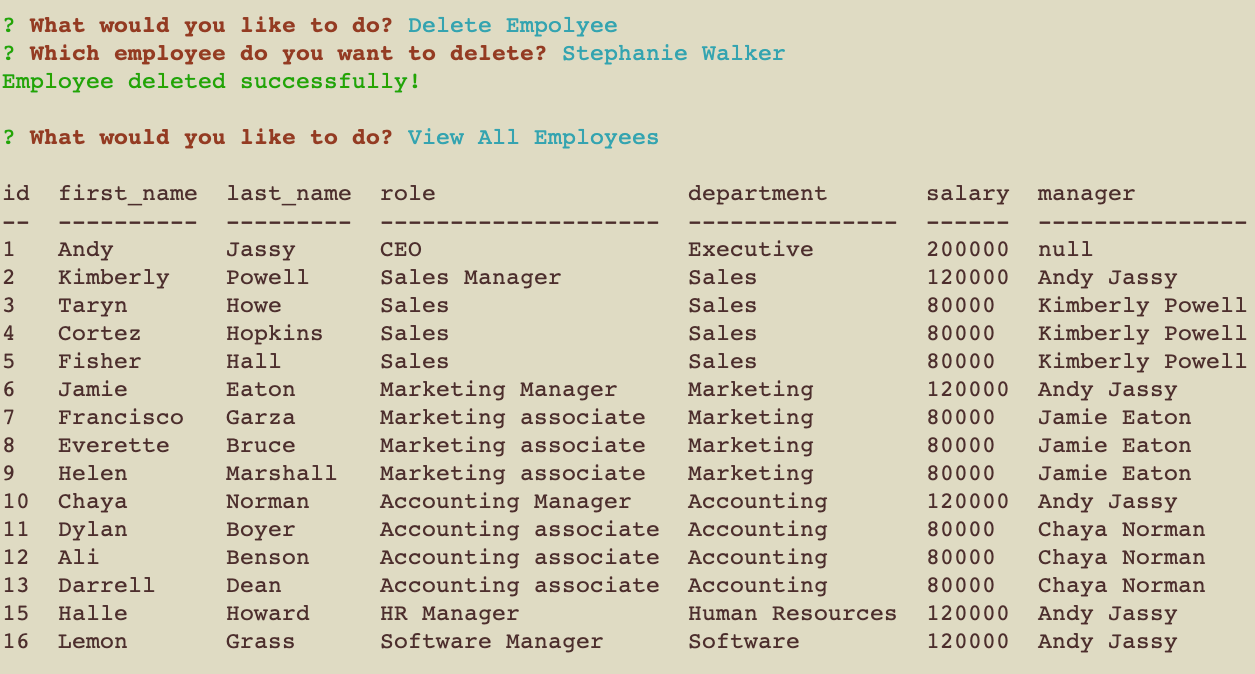 ? What would you like to do? Delete Empolyee
? Which employee do you want to delete? Stephanie Walker
Employee deleted successfully!
? What would you like to do? View All Employees
id  first_name  last_name  role                  department       salary  manager
--  ----------  ---------  --------------------  ---------------  ------  ---------------
1   Andy        Jassy      CEO                   Executive        200000  null
2   Kimberly    Powell     Sales Manager         Sales            120000  Andy Jassy
3   Taryn       Howe       Sales                 Sales            80000   Kimberly Powell
4   Cortez      Hopkins    Sales                 Sales            80000   Kimberly Powell
5   Fisher      Hall       Sales                 Sales            80000   Kimberly Powell
6   Jamie       Eaton      Marketing Manager     Marketing        120000  Andy Jassy
7   Francisco   Garza      Marketing associate   Marketing        80000   Jamie Eaton
8   Everette    Bruce      Marketing associate   Marketing        80000   Jamie Eaton
9   Helen       Marshall   Marketing associate   Marketing        80000   Jamie Eaton
10  Chaya       Norman     Accounting Manager    Accounting       120000  Andy Jassy
11  Dylan       Boyer      Accounting associate  Accounting       80000   Chaya Norman
12  Ali         Benson     Accounting associate  Accounting       80000   Chaya Norman
13  Darrell     Dean       Accounting associate  Accounting       80000   Chaya Norman
15  Halle       Howard     HR Manager            Human Resources  120000  Andy Jassy
16  Lemon       Grass      Software Manager      Software         120000  Andy Jassy